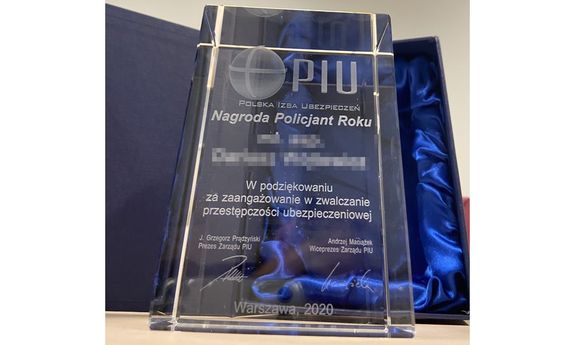 PIU
POLSKA IZBA UBEZPIECZEŃ
Nagroda Policjant Roku
W podziękowaniu
za zaangażowanie w zwalczanie
przestępczości ubezpieczeniowej
J. Grzegorz Prądzyński
Prezes Zarządu PIU
Andrzej Maciążek
Wiceprezes Zarządu PIU
Warszawa, 2020